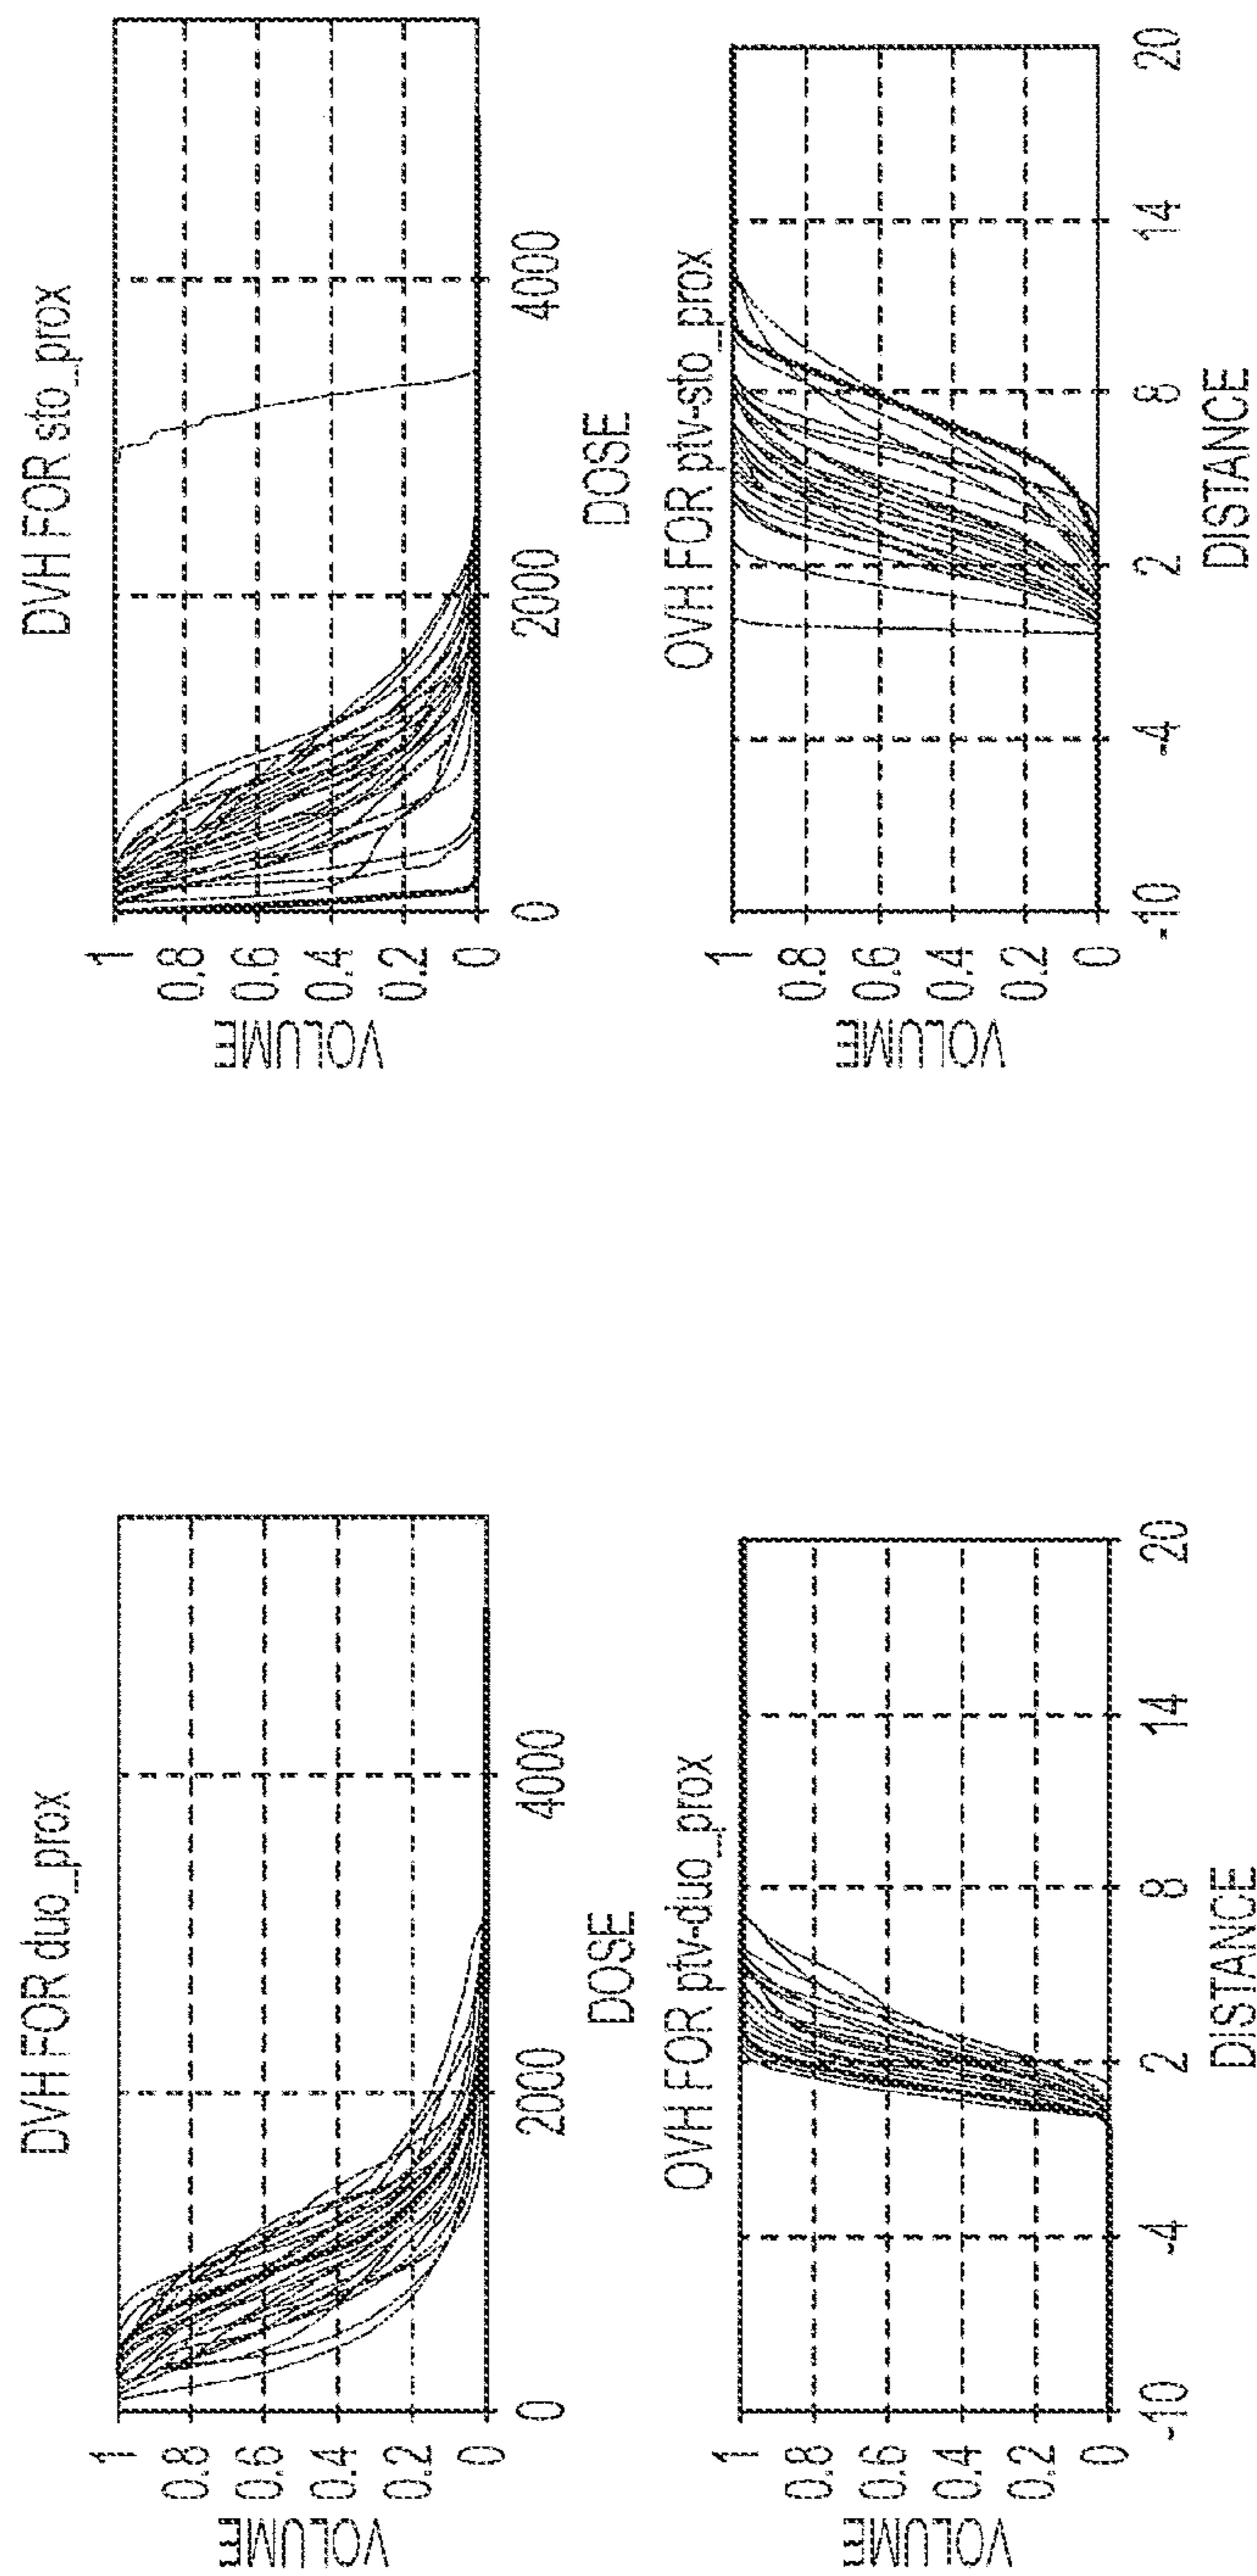 DVH FOR duo_prox
VOLUME
1
0.8
0.6
0.4
0.2
0
0 2000 4000
DOSE
OVH FOR ptv-duo_prox
VOLUME
1
0.8
0.6
0.4
0.2
0
-10 -4 2 8 14 20
DISTANCE
DVH FOR sto_prox
VOLUME
1
0.8
0.6
0.4
0.2
0
0 2000 4000
DOSE
OVH FOR ptv-sto_prox
VOLUME
1
0.8
0.6
0.4
0.2
0
-10 -4 2 8 14 20
DISTANCE